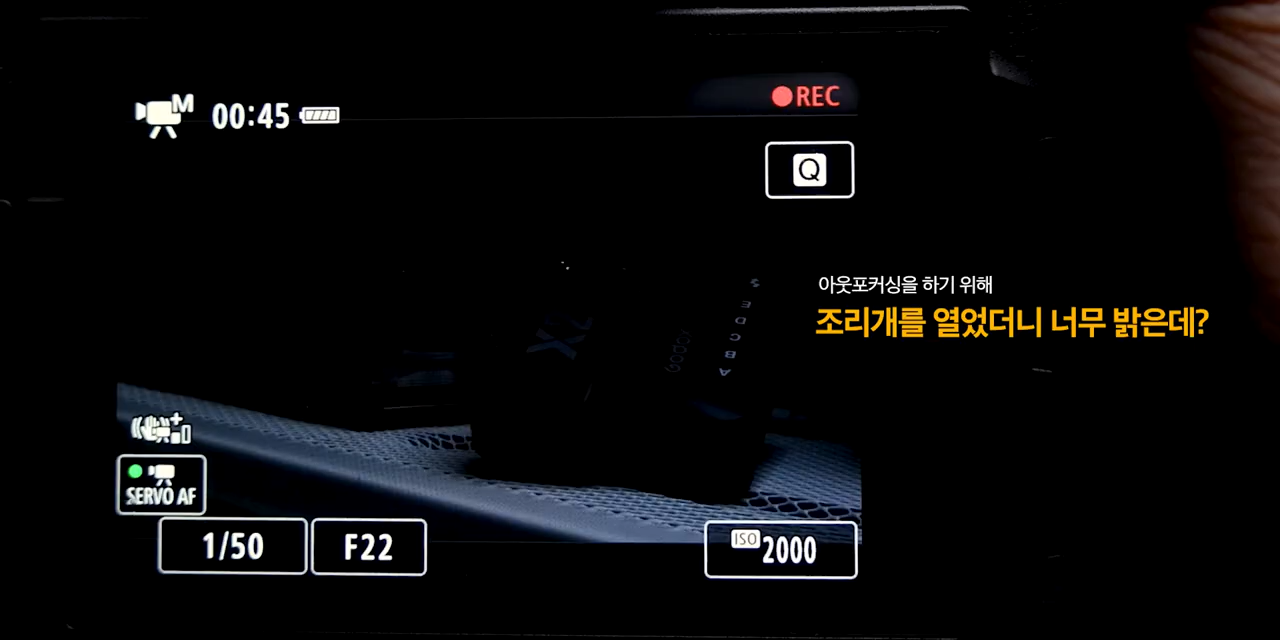 M
00:45
REC
Q
아웃포커싱을 하기 위해
조리개를 열었더니 너무 밝은데?
Godox
A B C D E
SERVO AF
1/50
F22
ISO 2000